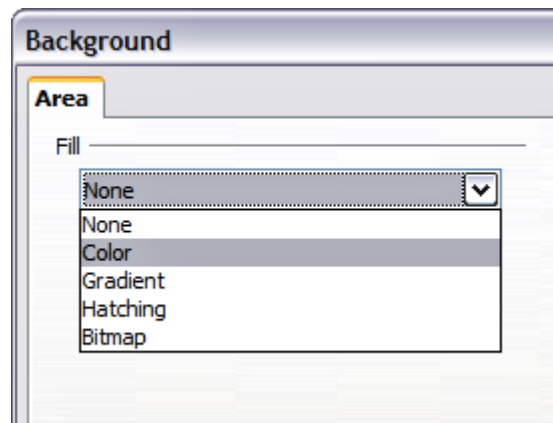 Background
Area
Fill
None
None
Color
Gradient
Hatching
Bitmap